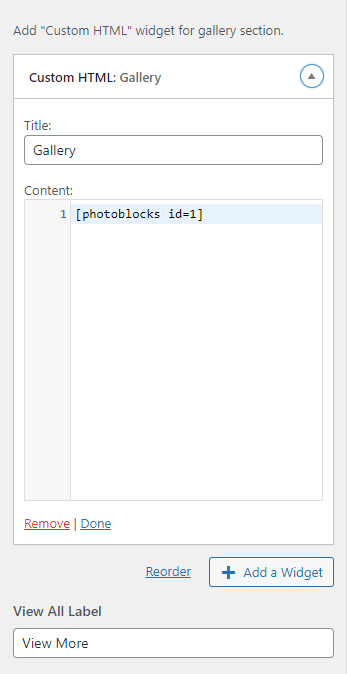 Add "Custom HTML" widget for gallery section.
Custom HTML: Gallery
Title:
Gallery
Content:
1 [photoblocks id=1]
Remove | Done
Reorder
+ Add a Widget
View All Label
View More